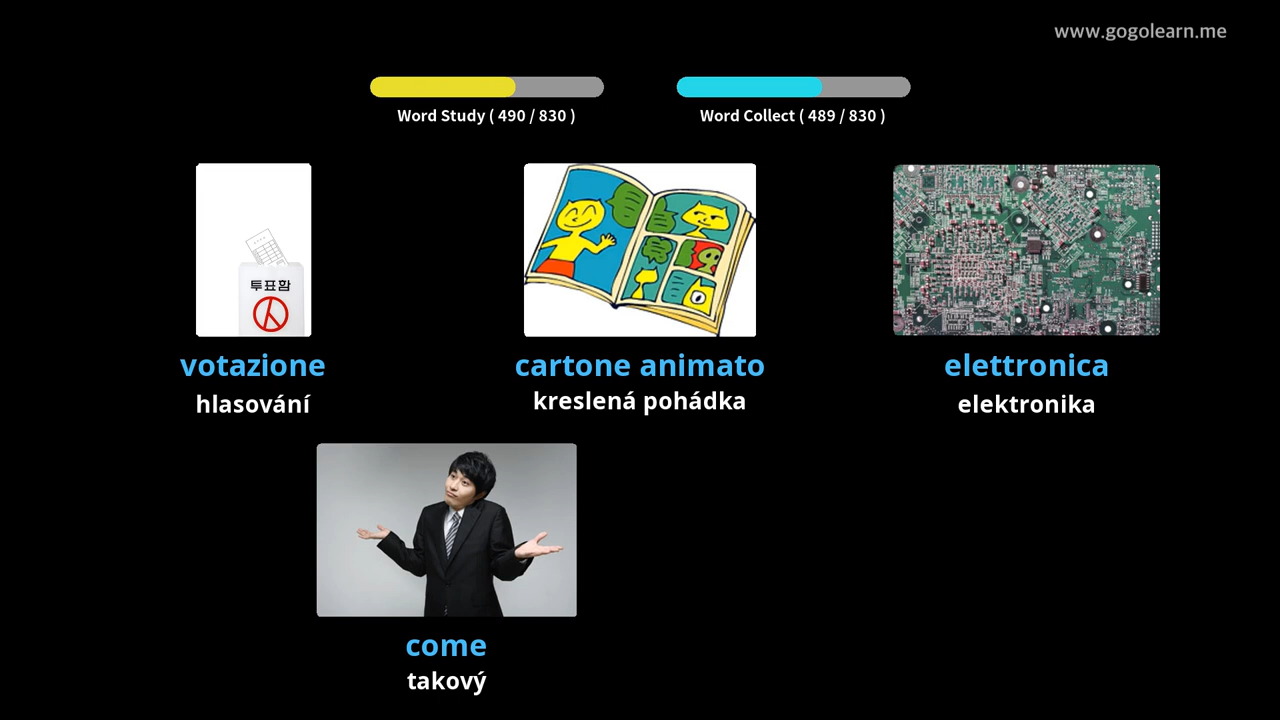 www.gogolearn.me
Word Study ( 490 / 830 )
Word Collect ( 489 / 830 )
투표함
votazione
hlasování
cartone animato
kreslená pohádka
elettronica
elektronika
come
takový